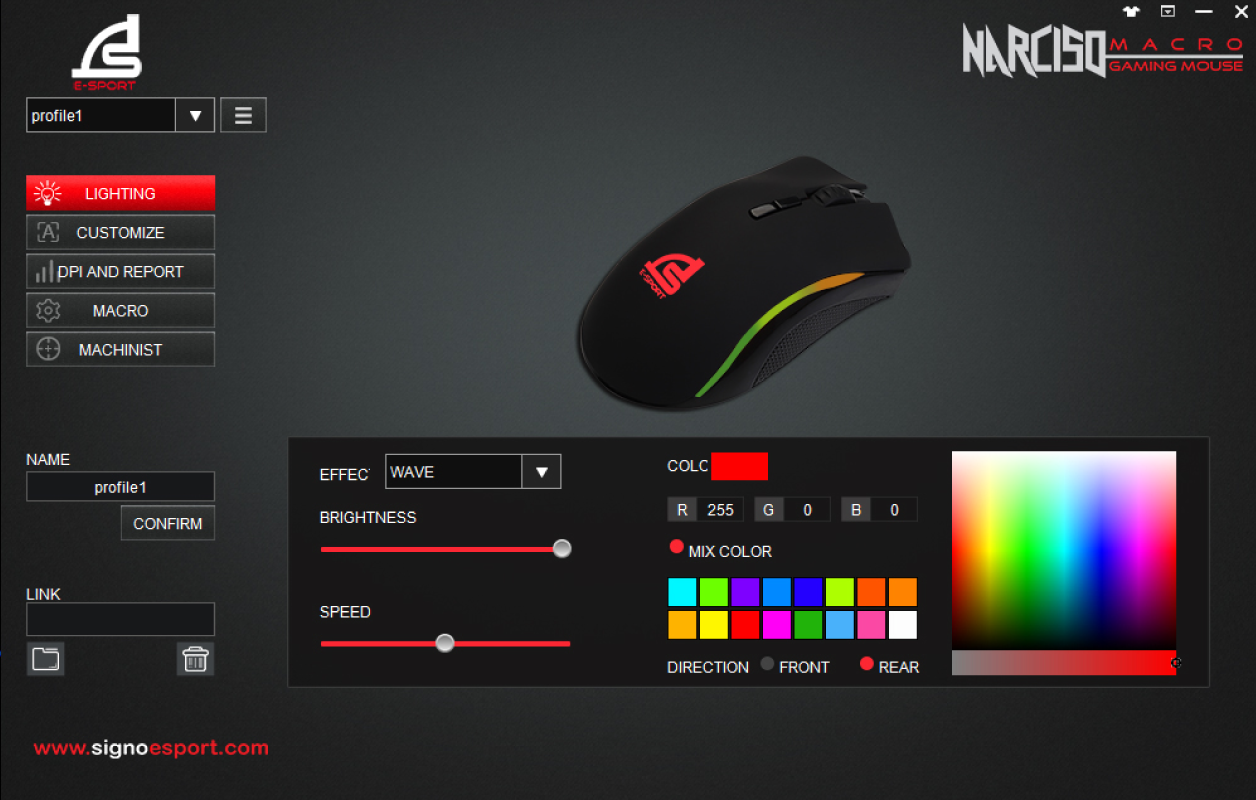 E-SPORT
NARCISO MACRO
GAMING MOUSE
profile1
LIGHTING
CUSTOMIZE
DPI AND REPORT
MACRO
MACHINIST
E-SPORT
NAME
profile1
CONFIRM
LINK
EFFEC
WAVE
BRIGHTNESS
SPEED
COLO
R 255 G 0 B 0
MIX COLOR
DIRECTION FRONT REAR
www.signoesport.com